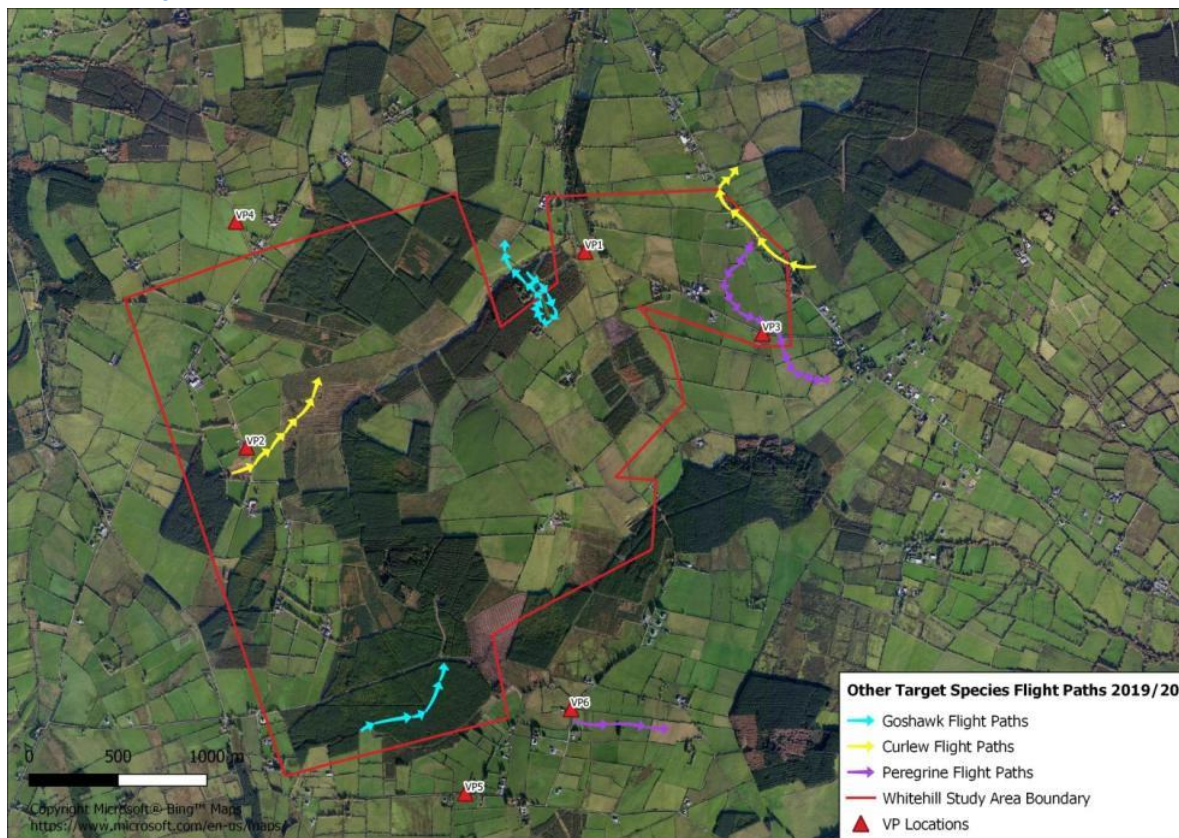 VP4
VP1
VP3
VP2
VP6
VP5
0 500 1000 m
Copyright Microsoft® Bing™ Maps
https://www.microsoft.com/en-us/maps/
Other Target Species Flight Paths 2019/20
Goshawk Flight Paths
Curlew Flight Paths
Peregrine Flight Paths
Whitehill Study Area Boundary
VP Locations